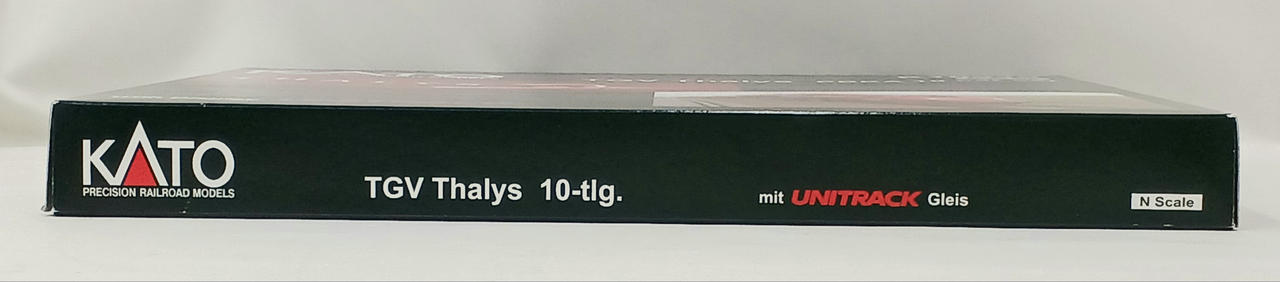 KATO
PRECISION RAILROAD MODELS
TGV Thalys 10-tlg.
mit UNITRACK Gleis
N Scale